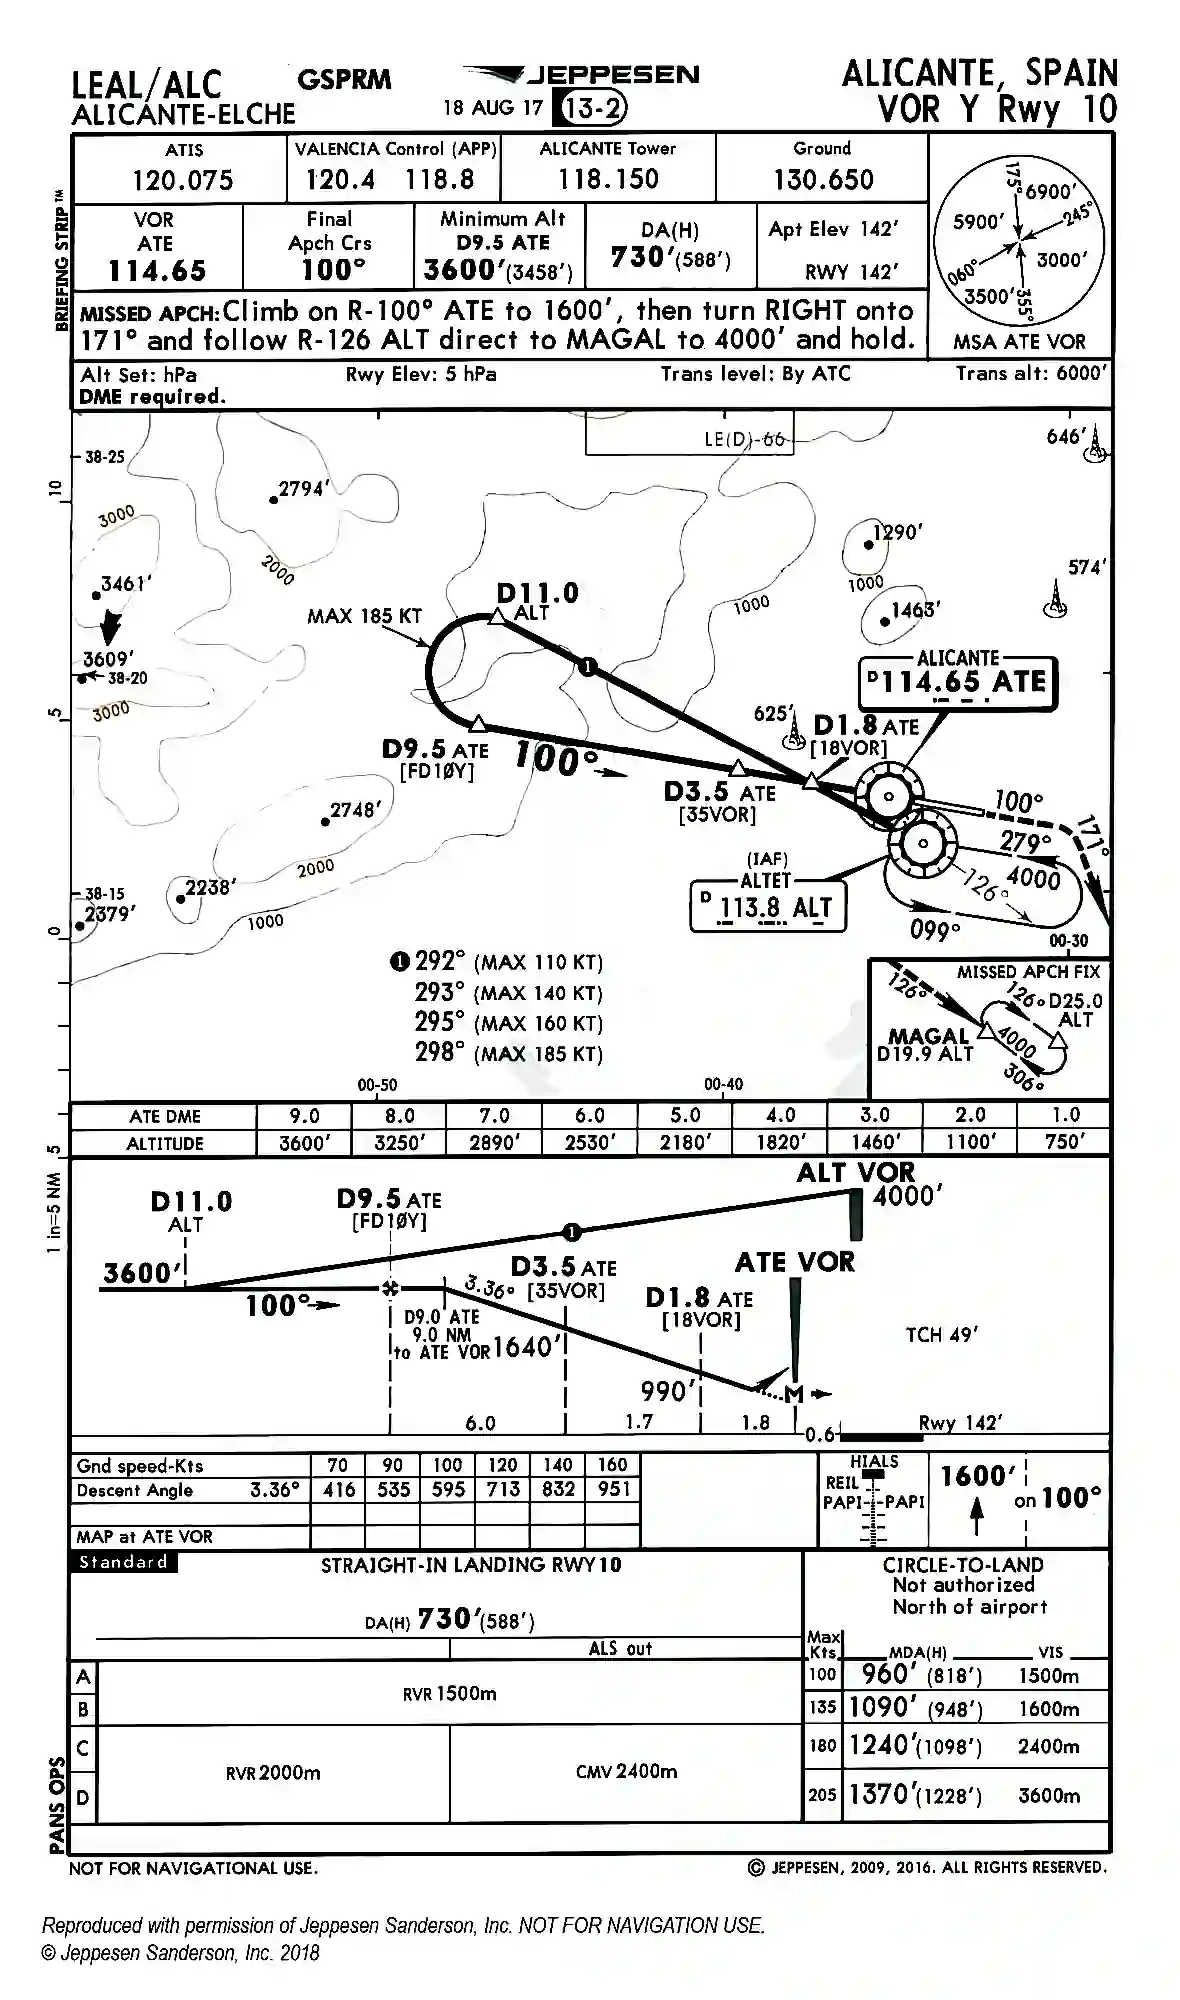 LEAL/ALC
GSPRM
JEPPESEN
ALICANTE, SPAIN
ALICANTE-ELCHE
18 AUG 17
13-2
VOR Y Rwy 10
BRIEFING STRIP™
ATIS
120.075
VALENCIA Control (APP)
120.4 118.8
ALICANTE Tower
118.150
Ground
130.650
VOR
ATE
114.65
Final
Apch Crs
100°
Minimum Alt
D9.5 ATE
3600'(3458')
DA(H)
730'(588')
Apt Elev 142'
RWY 142'
175°
6900'
245°
5900'
3000'
060°
3500'
355°
MSA ATE VOR
MISSED APCH: Climb on R-100° ATE to 1600', then turn RIGHT onto
171° and follow R-126 ALT direct to MAGAL to 4000' and hold.
Alt Set: hPa
Rwy Elev: 5 hPa
Trans level: By ATC
Trans alt: 6000'
DME required.
LE(D)-66
646'
38-25
10
2794'
3000
1290'
2000
574'
3461'
1000
D11.0
ALT
1000
1463'
MAX 185 KT
3609'
38-20
ALICANTE
D 114.65 ATE
3000
5
625'
D1.8 ATE
[18VOR]
D9.5 ATE
[FD10Y]
100°
D3.5 ATE
[35VOR]
100°
171°
2748'
279°
2000
(IAF)
ALTET
D 113.8 ALT
4000
126°
38-15
2238'
2379'
1000
099°
0
00-30
1 292° (MAX 110 KT)
293° (MAX 140 KT)
295° (MAX 160 KT)
298° (MAX 185 KT)
MISSED APCH FIX
126°
126°
D25.0
ALT
MAGAL
D19.9 ALT
4000
306°
00-50
00-40
ATE DME 9.0 8.0 7.0 6.0 5.0 4.0 3.0 2.0 1.0
ALTITUDE 3600' 3250' 2890' 2530' 2180' 1820' 1460' 1100' 750'
5
1 in=5 NM
ALT VOR
4000'
D11.0
ALT
D9.5 ATE
[FD10Y]
1
3600'
100°
3.36°
D3.5 ATE
[35VOR]
ATE VOR
D1.8 ATE
[18VOR]
D9.0 ATE
9.0 NM
to ATE VOR
1640'
TCH 49'
990'
M
6.0
1.7
1.8
0.6
Rwy 142'
Gnd speed-Kts 70 90 100 120 140 160
Descent Angle 3.36° 416 535 595 713 832 951
MAP at ATE VOR
HIALS
REIL
PAPI PAPI
1600'
on 100°
Standard
STRAIGHT-IN LANDING RWY 10
DA(H) 730'(588')
ALS out
CIRCLE-TO-LAND
Not authorized
North of airport
Max
Kts. MDA(H) VIS
A
B
RVR 1500m
C
D
RVR 2000m
CMV 2400m
100 960' (818') 1500m
135 1090' (948') 1600m
180 1240'(1098') 2400m
205 1370'(1228') 3600m
PANS OPS
NOT FOR NAVIGATIONAL USE.
© JEPPESEN, 2009, 2016. ALL RIGHTS RESERVED.
Reproduced with permission of Jeppesen Sanderson, Inc. NOT FOR NAVIGATION USE.
© Jeppesen Sanderson, Inc. 2018